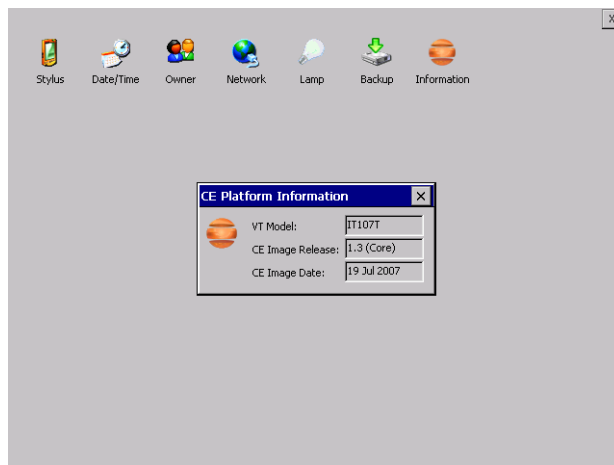 X
Stylus Date/Time Owner Network Lamp Backup Information
CE Platform Information
VT Model: IT107T
CE Image Release: 1.3 (Core)
CE Image Date: 19 Jul 2007